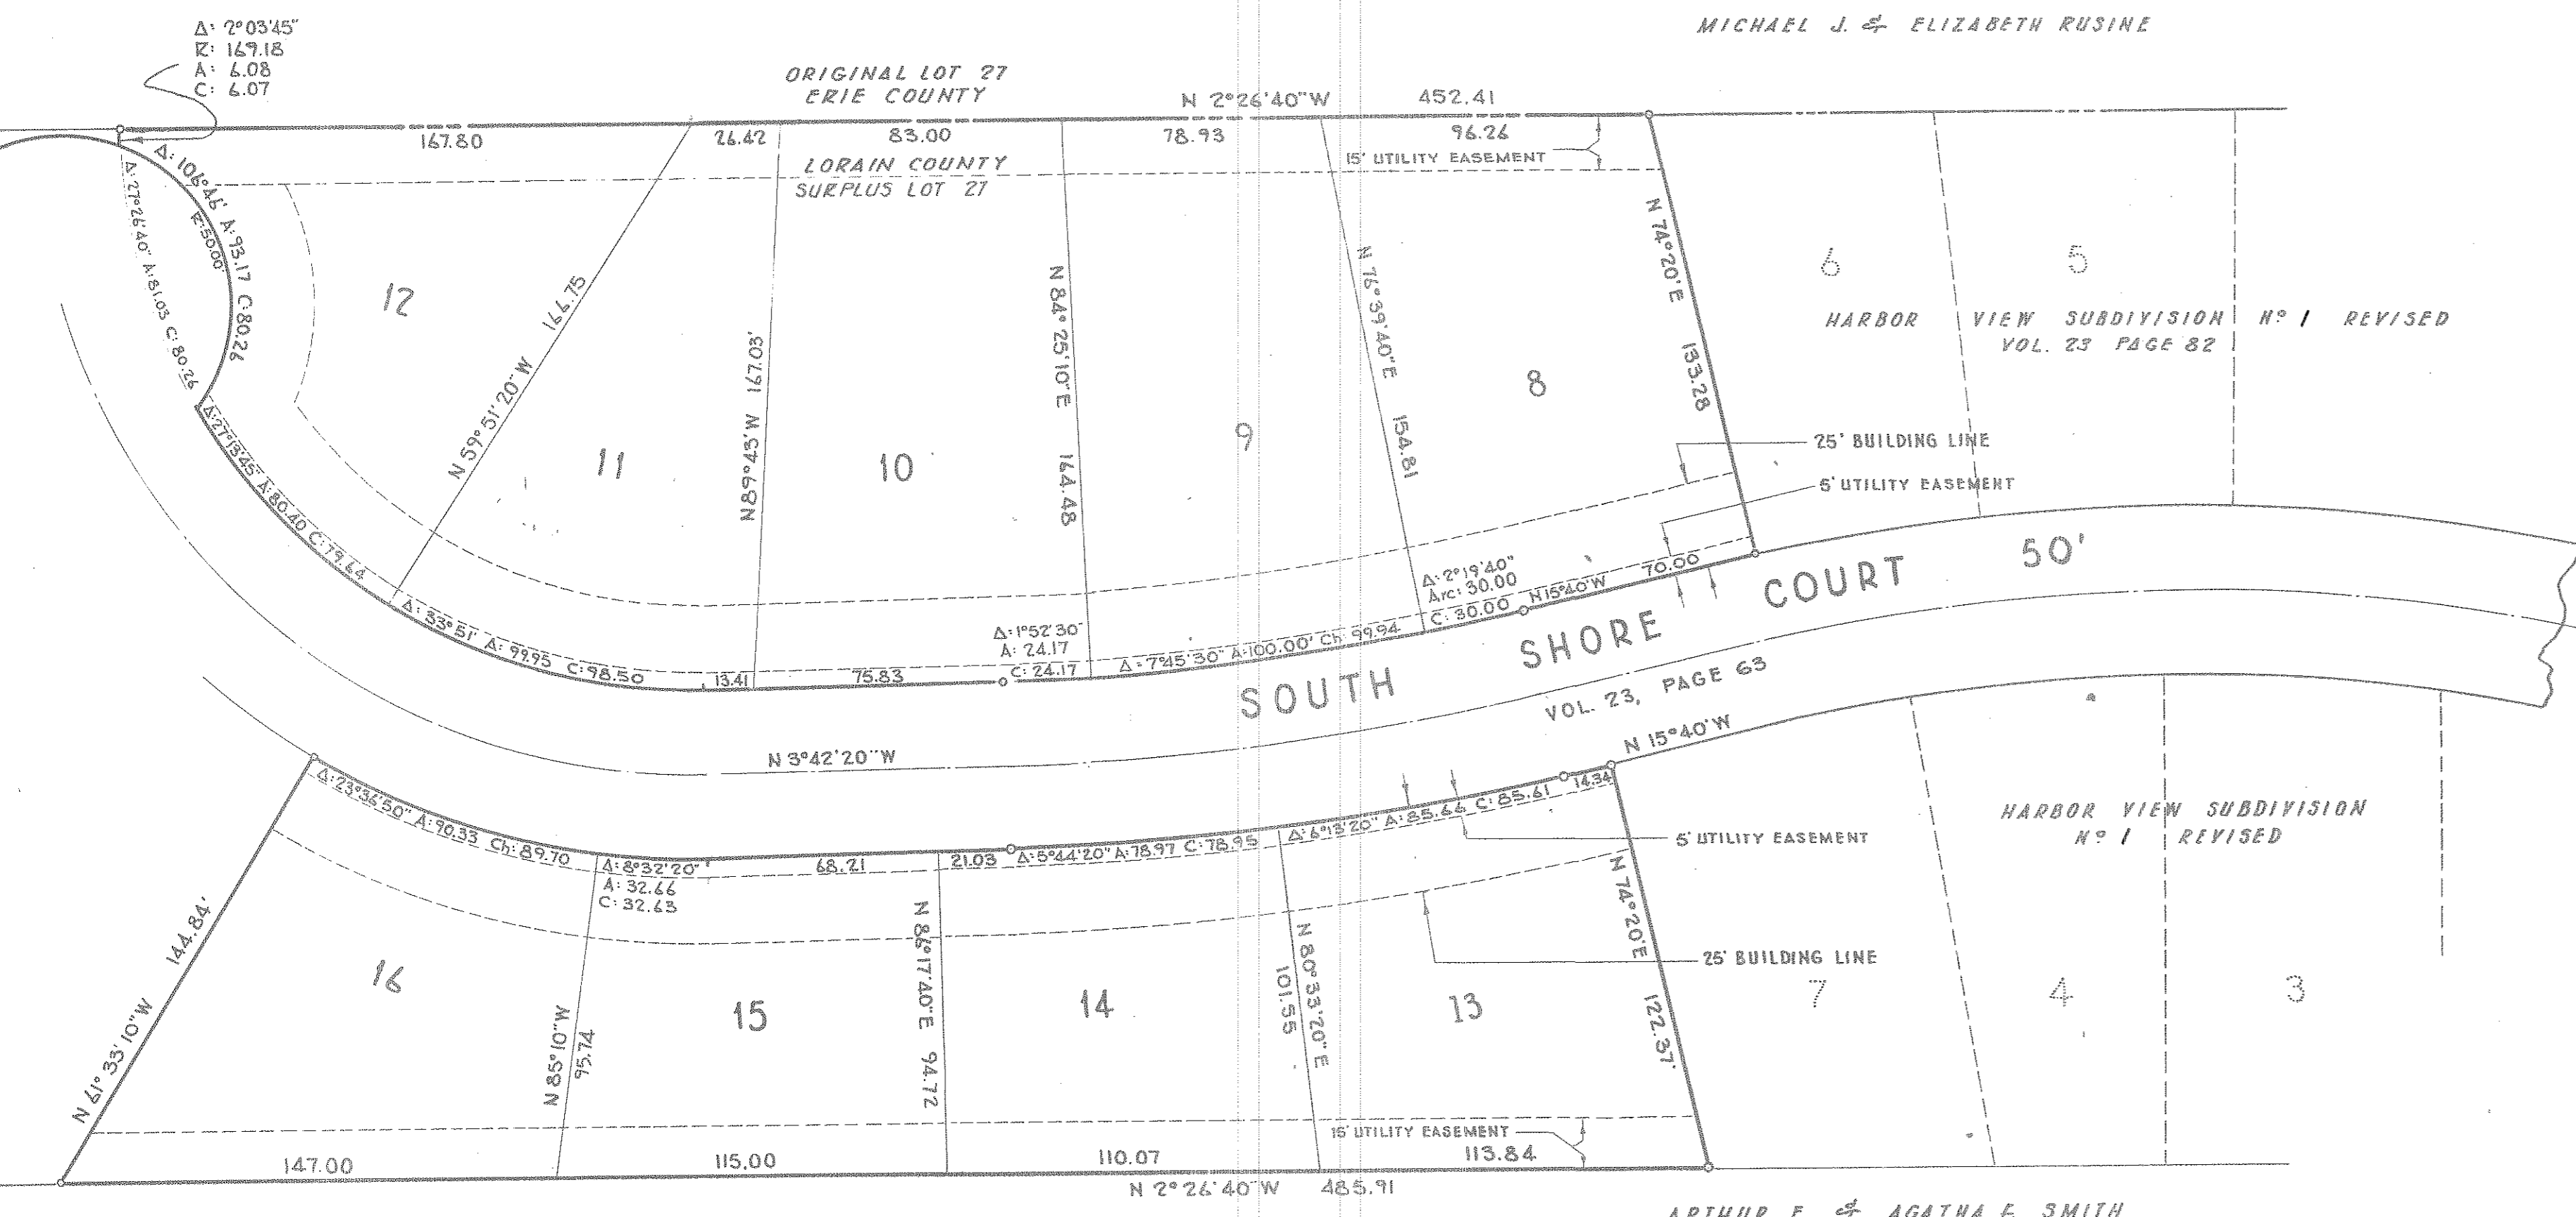 Δ: 2°03'45"
R: 169.18
A: 6.08
C: 6.07
MICHAEL J. & ELIZABETH RUSINE
ORIGINAL LOT 27
ERIE COUNTY
N 2°26'40"W 452.41
167.80
26.42
83.00
78.93
96.26
LORAIN COUNTY
SURPLUS LOT 27
15' UTILITY EASEMENT
Δ: 106°46' A: 93.17 C: 80.26
R: 50.00'
Δ: 27°26'40" A: 81.03 C: 80.26
12
166.75
N 59°51'20"W
11
N89°43'W 167.03'
10
N 84°25'10"E 164.48
9
N 76°39'40"E 154.81
8
N 74°20'E 133.28
6
5
HARBOR VIEW SUBDIVISION Nº 1 REVISED
VOL. 23 PAGE 82
25' BUILDING LINE
5' UTILITY EASEMENT
Δ: 27°13'45" A: 80.40 C: 79.64
Δ: 33°51' A: 99.95 C: 98.50
13.41
75.83
Δ: 1°52'30"
A: 24.17
C: 24.17
Δ = 7°45'30" A: 100.00' Ch: 99.94
Δ: 2°19'40"
Arc: 30.00
C: 30.00
N 15°40'W
70.00
SOUTH SHORE COURT 50'
VOL. 23, PAGE 63
N 3°42'20"W
N 15°40'W
Δ: 23°36'50" A: 90.33 Ch: 89.70
Δ: 8°32'20"
A: 32.66
C: 32.63
68.21
21.03
Δ: 5°44'20" A: 78.97 C: 78.95
Δ: 6°13'20" A: 85.66 C: 85.61
14.34
5' UTILITY EASEMENT
HARBOR VIEW SUBDIVISION
Nº 1 REVISED
144.84'
N 61°33'10"W
16
N 85°10"W
95.74
15
N 86°17'40"E 94.72
14
N 80°33'20"E
101.55
13
N 74°20'E 122.37'
25' BUILDING LINE
7
4
3
15' UTILITY EASEMENT
147.00
115.00
110.07
113.84
N 2°26'40"W 485.91
ARTHUR F. & AGATHA F. SMITH